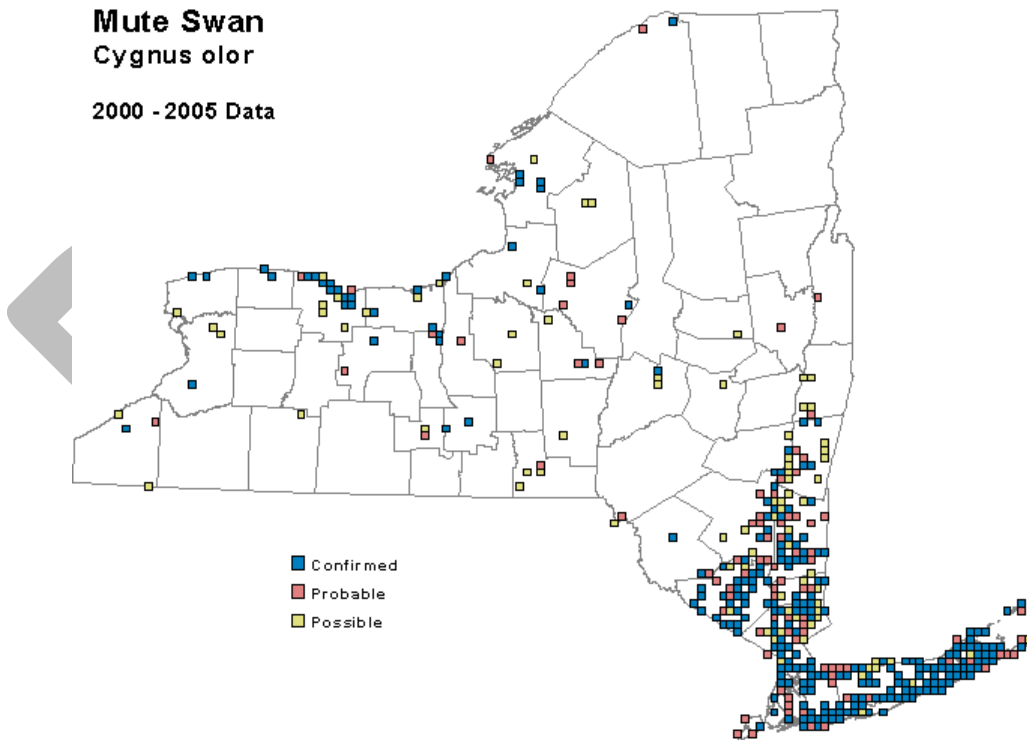 Mute Swan
Cygnus olor
2000 - 2005 Data
Confirmed
Probable
Possible